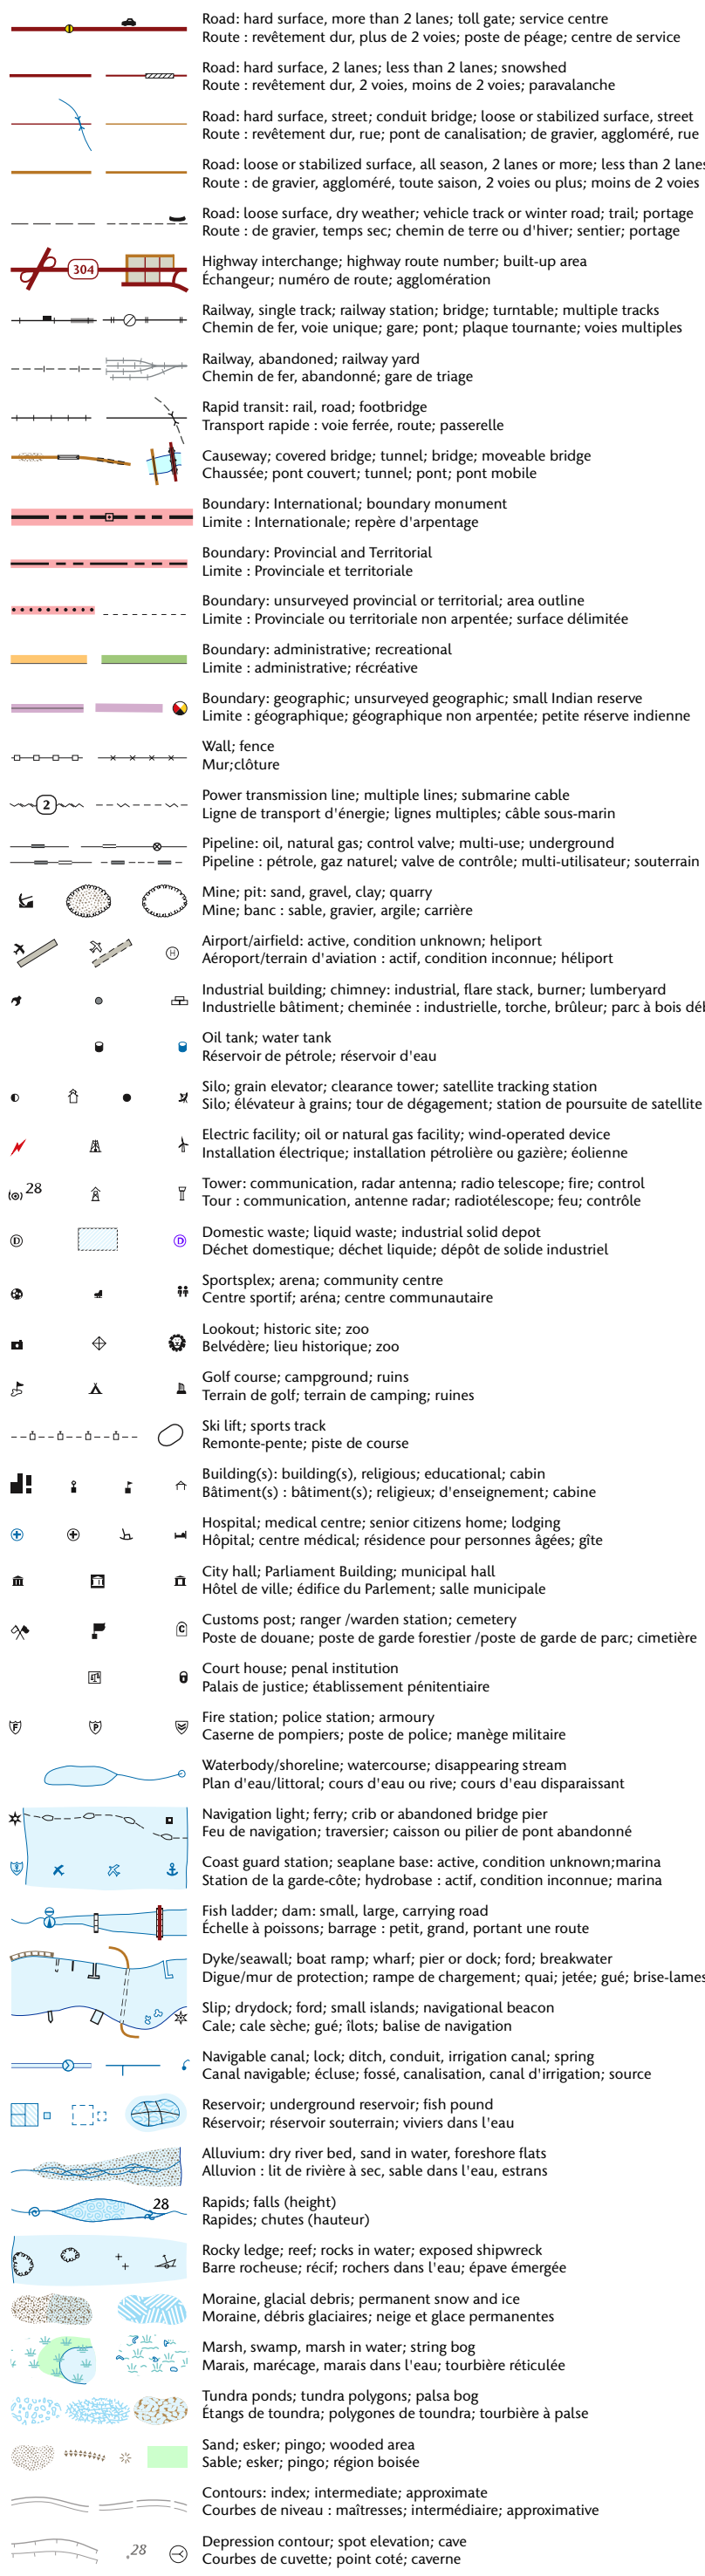 Road: hard surface, more than 2 lanes; toll gate; service centre
Route : revêtement dur, plus de 2 voies; poste de péage; centre de service
Road: hard surface, 2 lanes; less than 2 lanes; snowshed
Route : revêtement dur, 2 voies, moins de 2 voies; paravalanche
Road: hard surface, street; conduit bridge; loose or stabilized surface, street
Route : revêtement dur, rue; pont de canalisation; de gravier, aggloméré, rue
Road: loose or stabilized surface, all season, 2 lanes or more; less than 2 lanes
Route : de gravier, aggloméré, toute saison, 2 voies ou plus; moins de 2 voies
Road: loose surface, dry weather; vehicle track or winter road; trail; portage
Route : de gravier, temps sec; chemin de terre ou d'hiver; sentier; portage
304
Highway interchange; highway route number; built-up area
Échangeur; numéro de route; agglomération
Railway, single track; railway station; bridge; turntable; multiple tracks
Chemin de fer, voie unique; gare; pont; plaque tournante; voies multiples
Railway, abandoned; railway yard
Chemin de fer, abandonné; gare de triage
Rapid transit: rail, road; footbridge
Transport rapide : voie ferrée, route; passerelle
Causeway; covered bridge; tunnel; bridge; moveable bridge
Chaussée; pont couvert; tunnel; pont; pont mobile
Boundary: International; boundary monument
Limite : Internationale; repère d'arpentage
Boundary: Provincial and Territorial
Limite : Provinciale et territoriale
Boundary: unsurveyed provincial or territorial; area outline
Limite : Provinciale ou territoriale non arpentée; surface délimitée
Boundary: administrative; recreational
Limite : administrative; récréative
Boundary: geographic; unsurveyed geographic; small Indian reserve
Limite : géographique; géographique non arpentée; petite réserve indienne
Wall; fence
Mur;clôture
2
Power transmission line; multiple lines; submarine cable
Ligne de transport d'énergie; lignes multiples; câble sous-marin
Pipeline: oil, natural gas; control valve; multi-use; underground
Pipeline : pétrole, gaz naturel; valve de contrôle; multi-utilisateur; souterrain
Mine; pit: sand, gravel, clay; quarry
Mine; banc : sable, gravier, argile; carrière
H
Airport/airfield: active, condition unknown; heliport
Aéroport/terrain d'aviation : actif, condition inconnue; héliport
Industrial building; chimney: industrial, flare stack, burner; lumberyard
Industrielle bâtiment; cheminée : industrielle, torche, brûleur; parc à bois
Oil tank; water tank
Réservoir de pétrole; réservoir d'eau
Silo; grain elevator; clearance tower; satellite tracking station
Silo; élévateur à grains; tour de dégagement; station de poursuite de satellite
Electric facility; oil or natural gas facility; wind-operated device
Installation électrique; installation pétrolière ou gazière; éolienne
28
Tower: communication, radar antenna; radio telescope; fire; control
Tour : communication, antenne radar; radiotélescope; feu; contrôle
D D
Domestic waste; liquid waste; industrial solid depot
Déchet domestique; déchet liquide; dépôt de solide industriel
Sportsplex; arena; community centre
Centre sportif; aréna; centre communautaire
Lookout; historic site; zoo
Belvédère; lieu historique; zoo
Golf course; campground; ruins
Terrain de golf; terrain de camping; ruines
Ski lift; sports track
Remonte-pente; piste de course
Building(s): building(s), religious; educational; cabin
Bâtiment(s) : bâtiment(s); religieux; d'enseignement; cabine
Hospital; medical centre; senior citizens home; lodging
Hôpital; centre médical; résidence pour personnes âgées; gîte
City hall; Parliament Building; municipal hall
Hôtel de ville; édifice du Parlement; salle municipale
C
Customs post; ranger /warden station; cemetery
Poste de douane; poste de garde forestier /poste de garde de parc; cimetière
Court house; penal institution
Palais de justice; établissement pénitentiaire
F P
Fire station; police station; armoury
Caserne de pompiers; poste de police; manège militaire
Waterbody/shoreline; watercourse; disappearing stream
Plan d'eau/littoral; cours d'eau ou rive; cours d'eau disparaissant
Navigation light; ferry; crib or abandoned bridge pier
Feu de navigation; traversier; caisson ou pilier de pont abandonné
Coast guard station; seaplane base: active, condition unknown;marina
Station de la garde-côte; hydrobase : actif, condition inconnue; marina
Fish ladder; dam: small, large, carrying road
Échelle à poissons; barrage : petit, grand, portant une route
Dyke/seawall; boat ramp; wharf; pier or dock; ford; breakwater
Digue/mur de protection; rampe de chargement; quai; jetée; gué; brise-lames
Slip; drydock; ford; small islands; navigational beacon
Cale; cale sèche; gué; îlots; balise de navigation
Navigable canal; lock; ditch, conduit, irrigation canal; spring
Canal navigable; écluse; fossé, canalisation, canal d'irrigation; source
Reservoir; underground reservoir; fish pound
Réservoir; réservoir souterrain; viviers dans l'eau
Alluvium: dry river bed, sand in water, foreshore flats
Alluvion : lit de rivière à sec, sable dans l'eau, estrans
28
Rapids; falls (height)
Rapides; chutes (hauteur)
Rocky ledge; reef; rocks in water; exposed shipwreck
Barre rocheuse; récif; rochers dans l'eau; épave émergée
Moraine, glacial debris; permanent snow and ice
Moraine, débris glaciaires; neige et glace permanentes
Marsh, swamp, marsh in water; string bog
Marais, marécage, marais dans l'eau; tourbière réticulée
Tundra ponds; tundra polygons; palsa bog
Étangs de toundra; polygones de toundra; tourbière à palse
Sand; esker; pingo; wooded area
Sable; esker; pingo; région boisée
Contours: index; intermediate; approximate
Courbes de niveau : maîtresses; intermédiaire; approximative
.28
Depression contour; spot elevation; cave
Courbes de cuvette; point coté; caverne